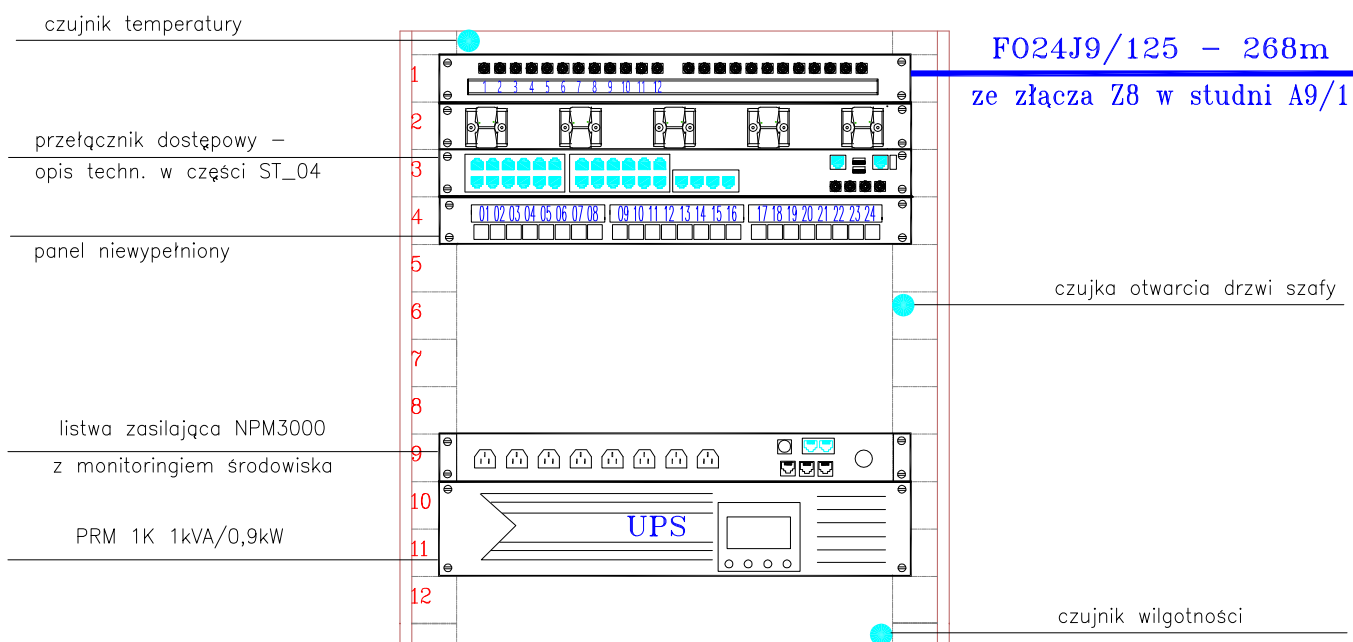 czujnik temperatury
FO24J9/125 – 268m
ze złącza Z8 w studni A9/1
1
1 2 3 4 5 6 7 8 9 10 11 12
2
przełącznik dostępowy –
opis techn. w części ST_04
3
4
01 02 03 04 05 06 07 08 09 10 11 12 13 14 15 16 17 18 19 20 21 22 23 24
panel niewypełniony
5
czujka otwarcia drzwi szafy
6
7
8
listwa zasilająca NPM3000
z monitoringiem środowiska
9
10
PRM 1K 1kVA/0,9kW
UPS
11
12
czujnik wilgotności